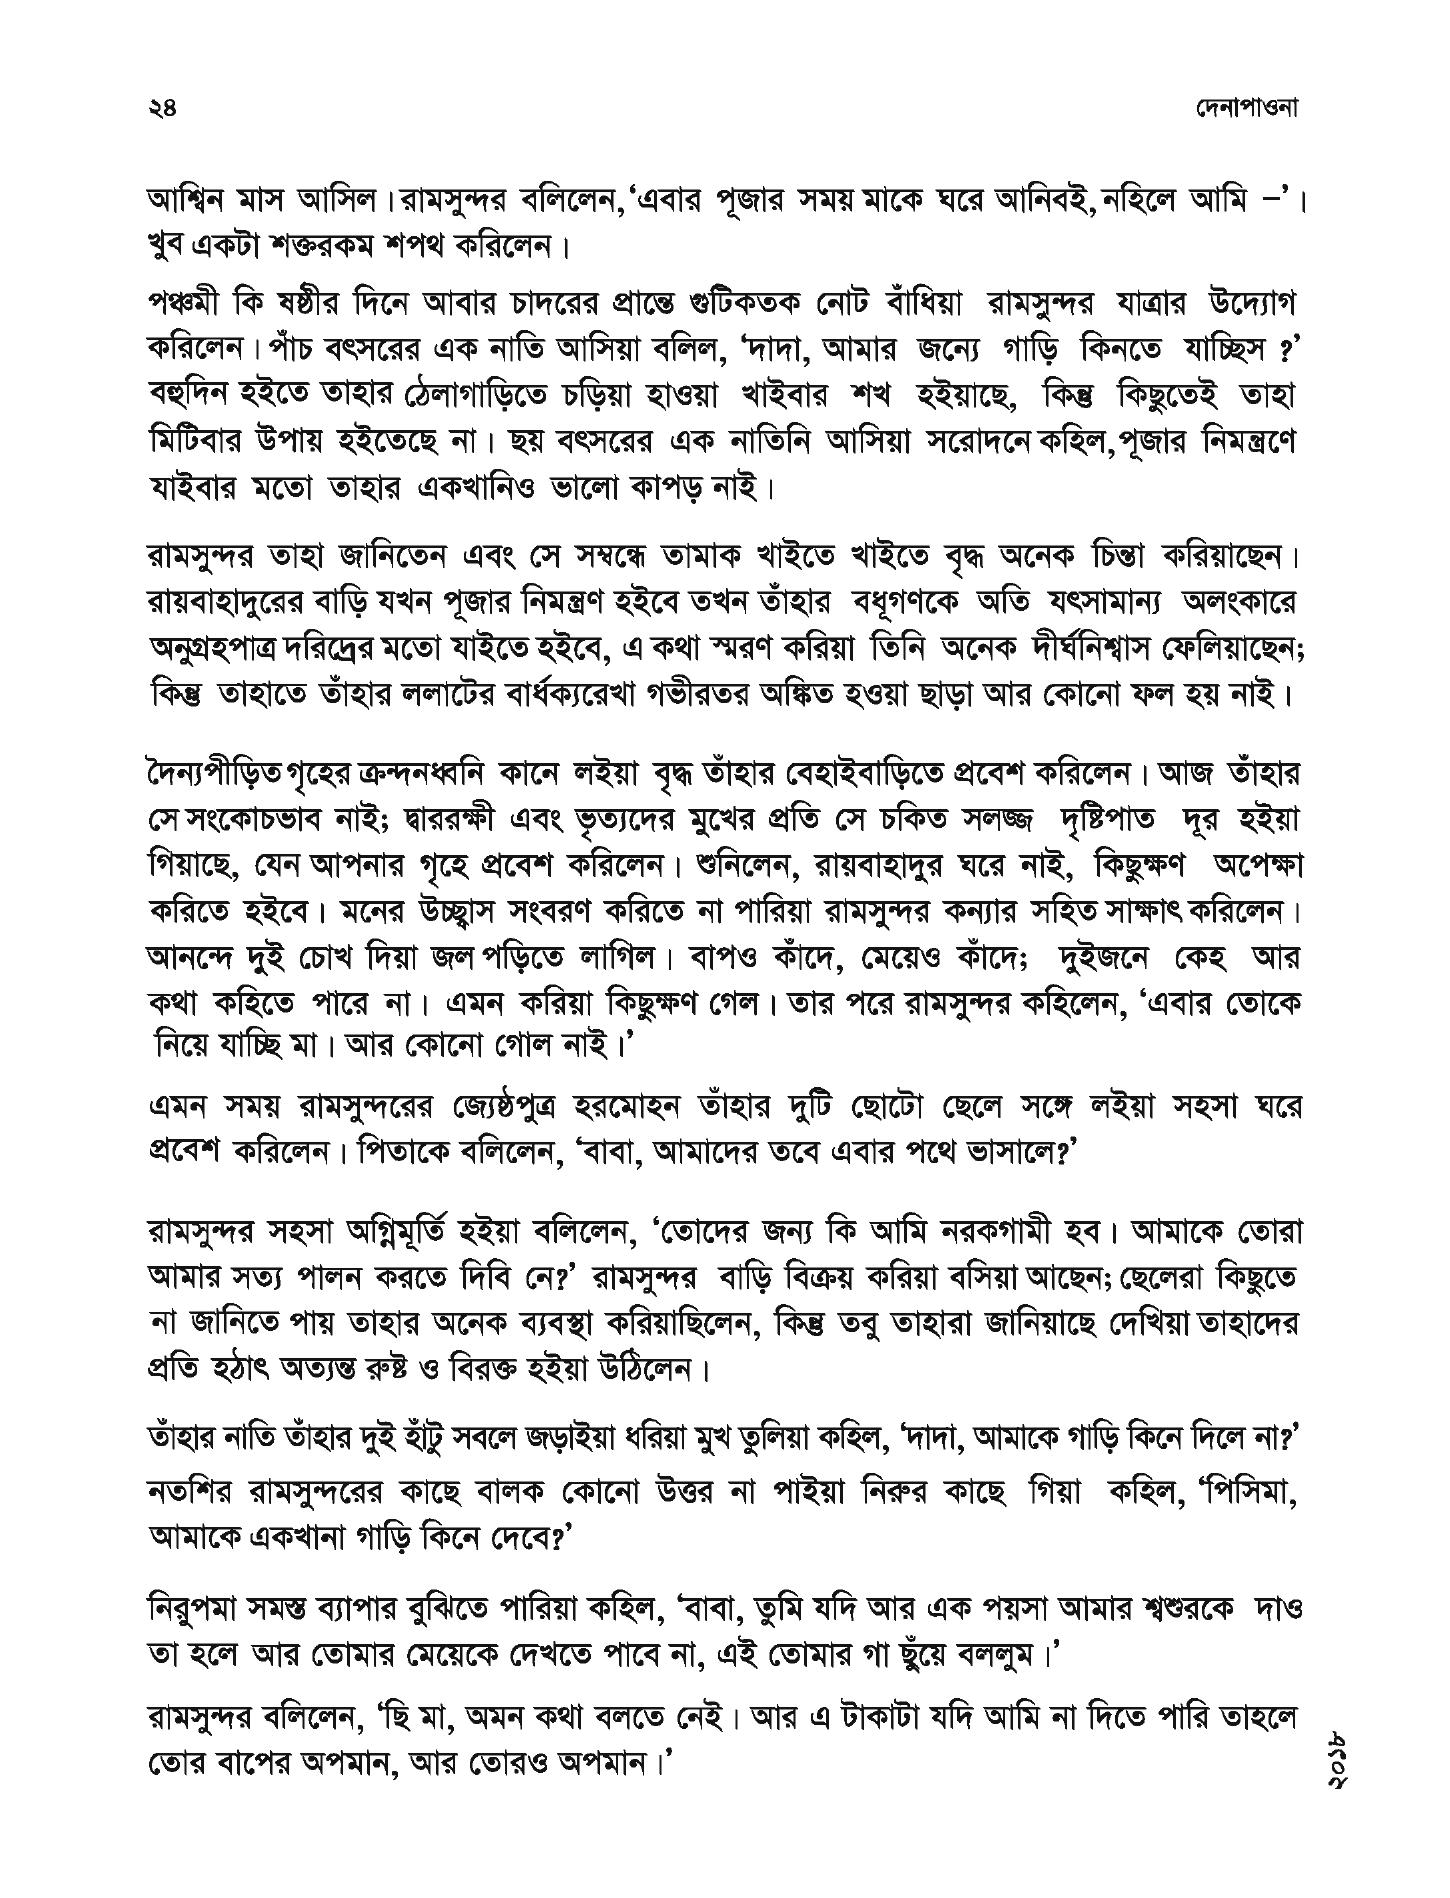 ২৪ দেনাপাওনা
আশ্বিন মাস আসিল। রামসুন্দর বলিলেন,‘এবার পূজার সময় মাকে ঘরে আনিবই, নহিলে আমি –’।
খুব একটা শক্তরকম শপথ করিলেন।
পঞ্চমী কি ষষ্ঠীর দিনে আবার চাদরের প্রান্তে গুটিকতক নোট বাঁধিয়া রামসুন্দর যাত্রার উদ্যোগ
করিলেন। পাঁচ বৎসরের এক নাতি আসিয়া বলিল, ‘দাদা, আমার জন্যে গাড়ি কিনতে যাচ্ছিস ?’
বহুদিন হইতে তাহার ঠেলাগাড়িতে চড়িয়া হাওয়া খাইবার শখ হইয়াছে, কিন্তু কিছুতেই তাহা
মিটিবার উপায় হইতেছে না। ছয় বৎসরের এক নাতিনি আসিয়া সরোদনে কহিল,পূজার নিমন্ত্রণে
যাইবার মতো তাহার একখানিও ভালো কাপড় নাই।
রামসুন্দর তাহা জানিতেন এবং সে সম্বন্ধে তামাক খাইতে খাইতে বৃদ্ধ অনেক চিন্তা করিয়াছেন।
রায়বাহাদুরের বাড়ি যখন পূজার নিমন্ত্রণ হইবে তখন তাঁহার বধূগণকে অতি যৎসামান্য অলংকারে
অনুগ্রহপাত্র দরিদ্রের মতো যাইতে হইবে, এ কথা স্মরণ করিয়া তিনি অনেক দীর্ঘনিশ্বাস ফেলিয়াছেন;
কিন্তু তাহাতে তাঁহার ললাটের বার্ধক্যরেখা গভীরতর অঙ্কিত হওয়া ছাড়া আর কোনো ফল হয় নাই।
দৈন্যপীড়িত গৃহের ক্রন্দনধ্বনি কানে লইয়া বৃদ্ধ তাঁহার বেহাইবাড়িতে প্রবেশ করিলেন। আজ তাঁহার
সে সংকোচভাব নাই; দ্বাররক্ষী এবং ভৃত্যদের মুখের প্রতি সে চকিত সলজ্জ দৃষ্টিপাত দূর হইয়া
গিয়াছে, যেন আপনার গৃহে প্রবেশ করিলেন। শুনিলেন, রায়বাহাদুর ঘরে নাই, কিছুক্ষণ অপেক্ষা
করিতে হইবে। মনের উচ্ছ্বাস সংবরণ করিতে না পারিয়া রামসুন্দর কন্যার সহিত সাক্ষাৎ করিলেন।
আনন্দে দুই চোখ দিয়া জল পড়িতে লাগিল। বাপও কাঁদে, মেয়েও কাঁদে; দুইজনে কেহ আর
কথা কহিতে পারে না। এমন করিয়া কিছুক্ষণ গেল। তার পরে রামসুন্দর কহিলেন, ‘এবার তোকে
নিয়ে যাচ্ছি মা। আর কোনো গোল নাই।’
এমন সময় রামসুন্দরের জ্যেষ্ঠপুত্র হরমোহন তাঁহার দুটি ছোটো ছেলে সঙ্গে লইয়া সহসা ঘরে
প্রবেশ করিলেন। পিতাকে বলিলেন, ‘বাবা, আমাদের তবে এবার পথে ভাসালে?’
রামসুন্দর সহসা অগ্নিমূর্তি হইয়া বলিলেন, ‘তোদের জন্য কি আমি নরকগামী হব। আমাকে তোরা
আমার সত্য পালন করতে দিবি নে?’ রামসুন্দর বাড়ি বিক্রয় করিয়া বসিয়া আছেন; ছেলেরা কিছুতে
না জানিতে পায় তাহার অনেক ব্যবস্থা করিয়াছিলেন, কিন্তু তবু তাহারা জানিয়াছে দেখিয়া তাহাদের
প্রতি হঠাৎ অত্যন্ত রুষ্ট ও বিরক্ত হইয়া উঠিলেন।
তাঁহার নাতি তাঁহার দুই হাঁটু সবলে জড়াইয়া ধরিয়া মুখ তুলিয়া কহিল, ‘দাদা, আমাকে গাড়ি কিনে দিলে না?’
নতশির রামসুন্দরের কাছে বালক কোনো উত্তর না পাইয়া নিরুর কাছে গিয়া কহিল, ‘পিসিমা,
আমাকে একখানা গাড়ি কিনে দেবে?’
নিরুপমা সমস্ত ব্যাপার বুঝিতে পারিয়া কহিল, ‘বাবা, তুমি যদি আর এক পয়সা আমার শ্বশুরকে দাও
তা হলে আর তোমার মেয়েকে দেখতে পাবে না, এই তোমার গা ছুঁয়ে বললুম।’
রামসুন্দর বলিলেন, ‘ছি মা, অমন কথা বলতে নেই। আর এ টাকাটা যদি আমি না দিতে পারি তাহলে
তোর বাপের অপমান, আর তোরও অপমান।’
২০১৮